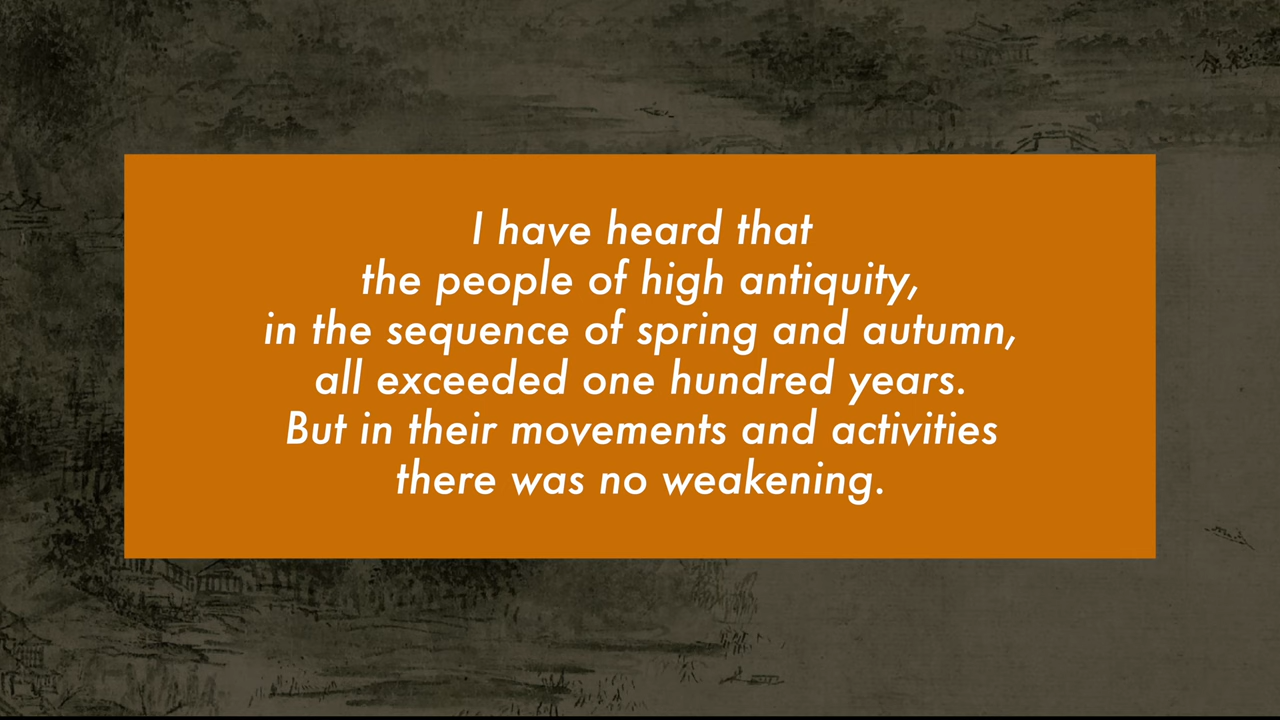 I have heard that
the people of high antiquity,
in the sequence of spring and autumn,
all exceeded one hundred years.
But in their movements and activities
there was no weakening.